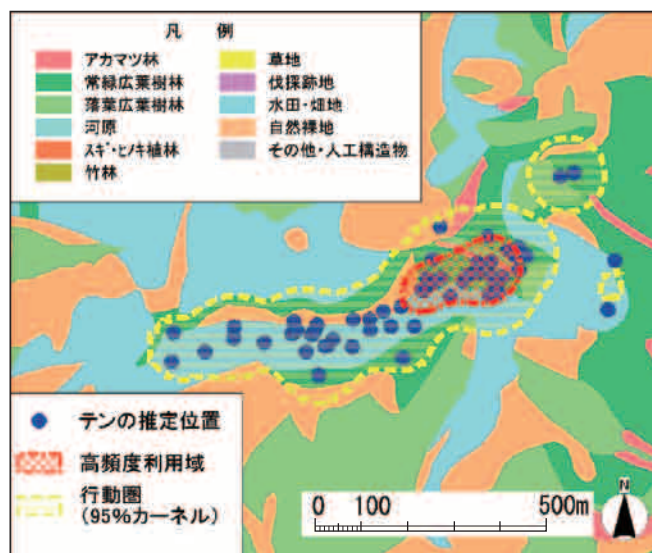 凡 例
アカマツ林
常緑広葉樹林
落葉広葉樹林
河原
スギ・ヒノキ植林
竹林
草地
伐採跡地
水田・畑地
自然裸地
その他・人工構造物
テンの推定位置
高頻度利用域
行動圏
(95%カーネル)
0 100 500m
N